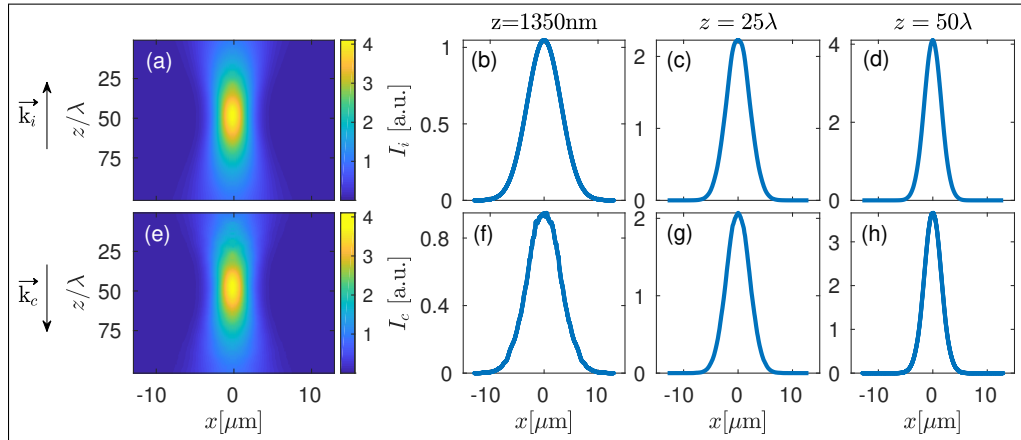 z=1350nm
z = 25λ
z = 50λ
(a)
25
50
75
z/λ
k_i
4
3
2
1
I_i [a.u.]
(b)
1
0.5
0
(c)
2
1
0
(d)
4
2
0
(e)
25
50
75
z/λ
k_c
-10
0
10
x[μm]
4
3
2
1
I_c [a.u.]
(f)
0.8
0.4
0
-10
0
10
x[μm]
(g)
2
1
0
-10
0
10
x[μm]
(h)
3
2
1
0
-10
0
10
x[μm]